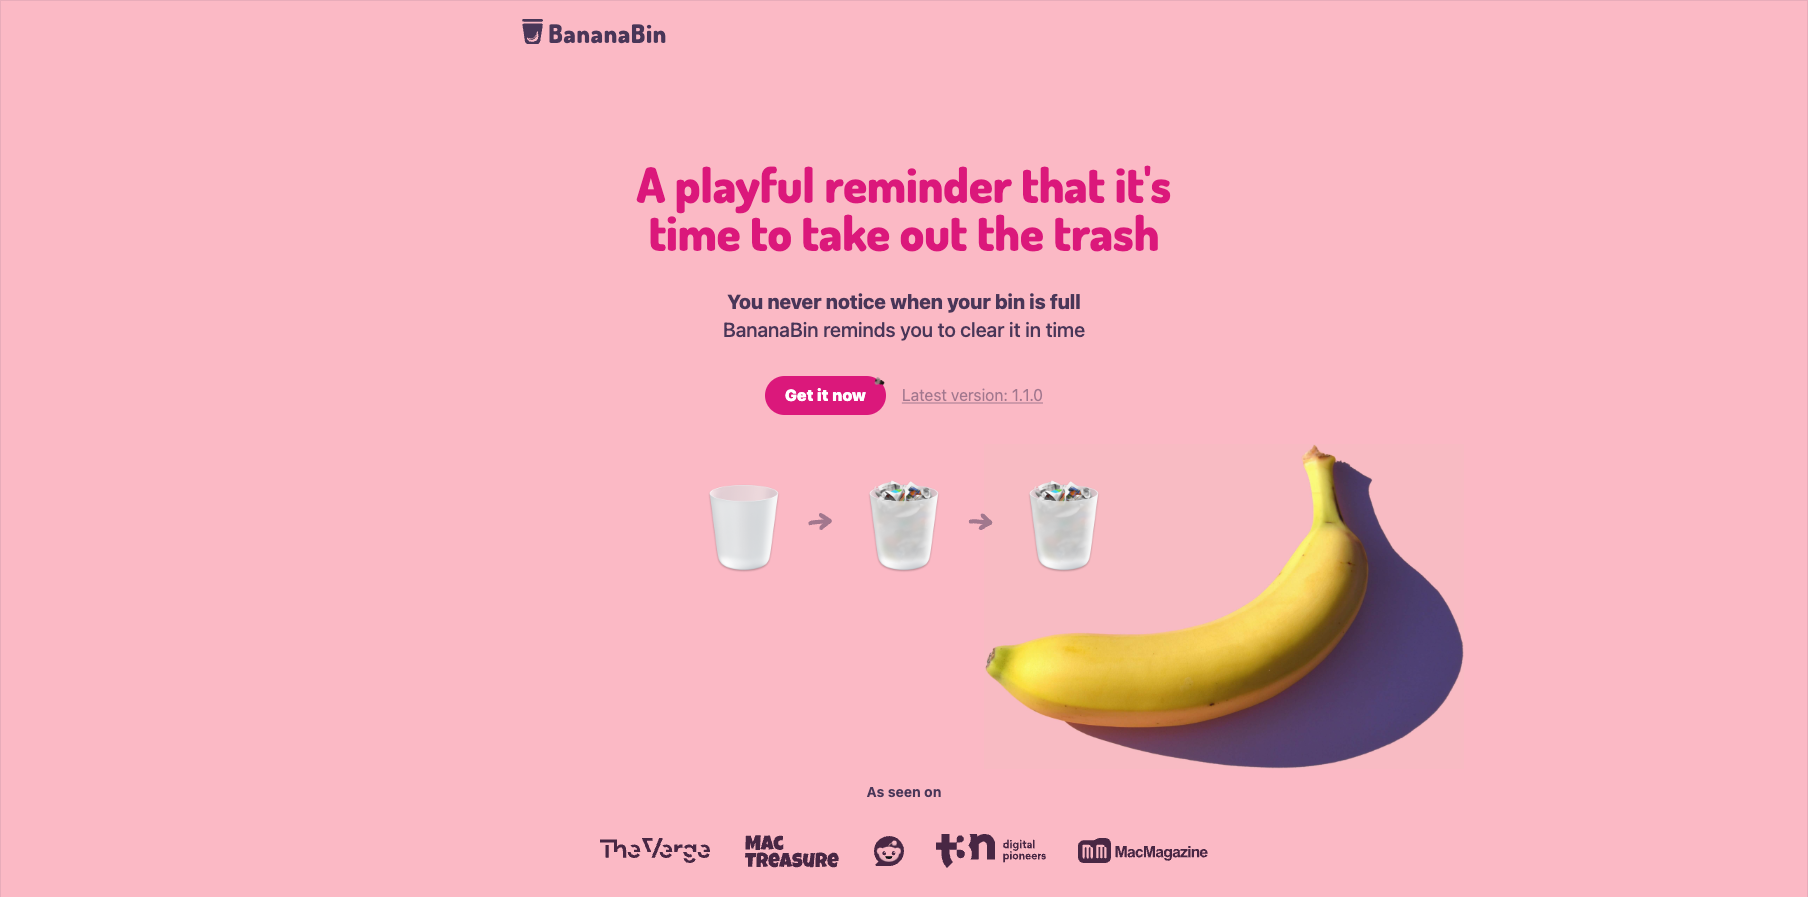 BananaBin
A playful reminder that it's
time to take out the trash
You never notice when your bin is full
BananaBin reminds you to clear it in time
Get it now
Latest version: 1.1.0
As seen on
The Verge
MAC
TREASURE
t3n
digital
pioneers
MM
MacMagazine